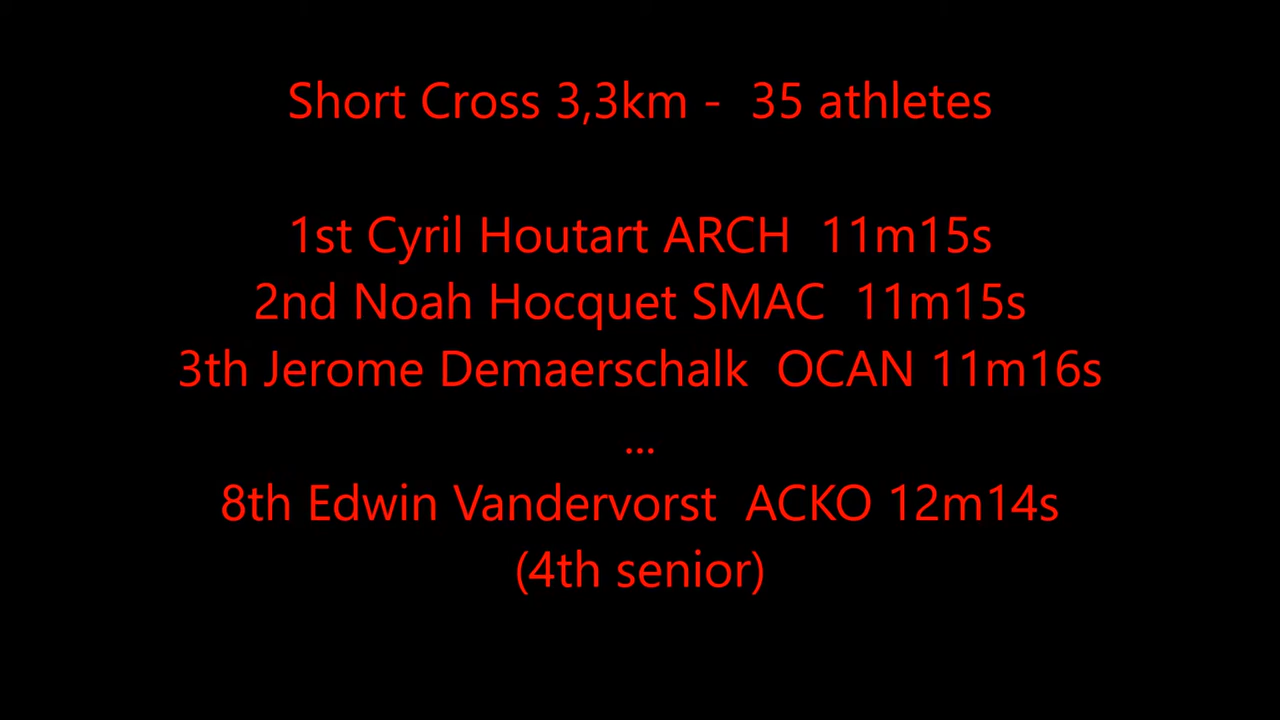 Short Cross 3,3km -  35 athletes
1st Cyril Houtart ARCH  11m15s
2nd Noah Hocquet SMAC  11m15s
3th Jerome Demaerschalk  OCAN 11m16s
...
8th Edwin Vandervorst  ACKO 12m14s
(4th senior)